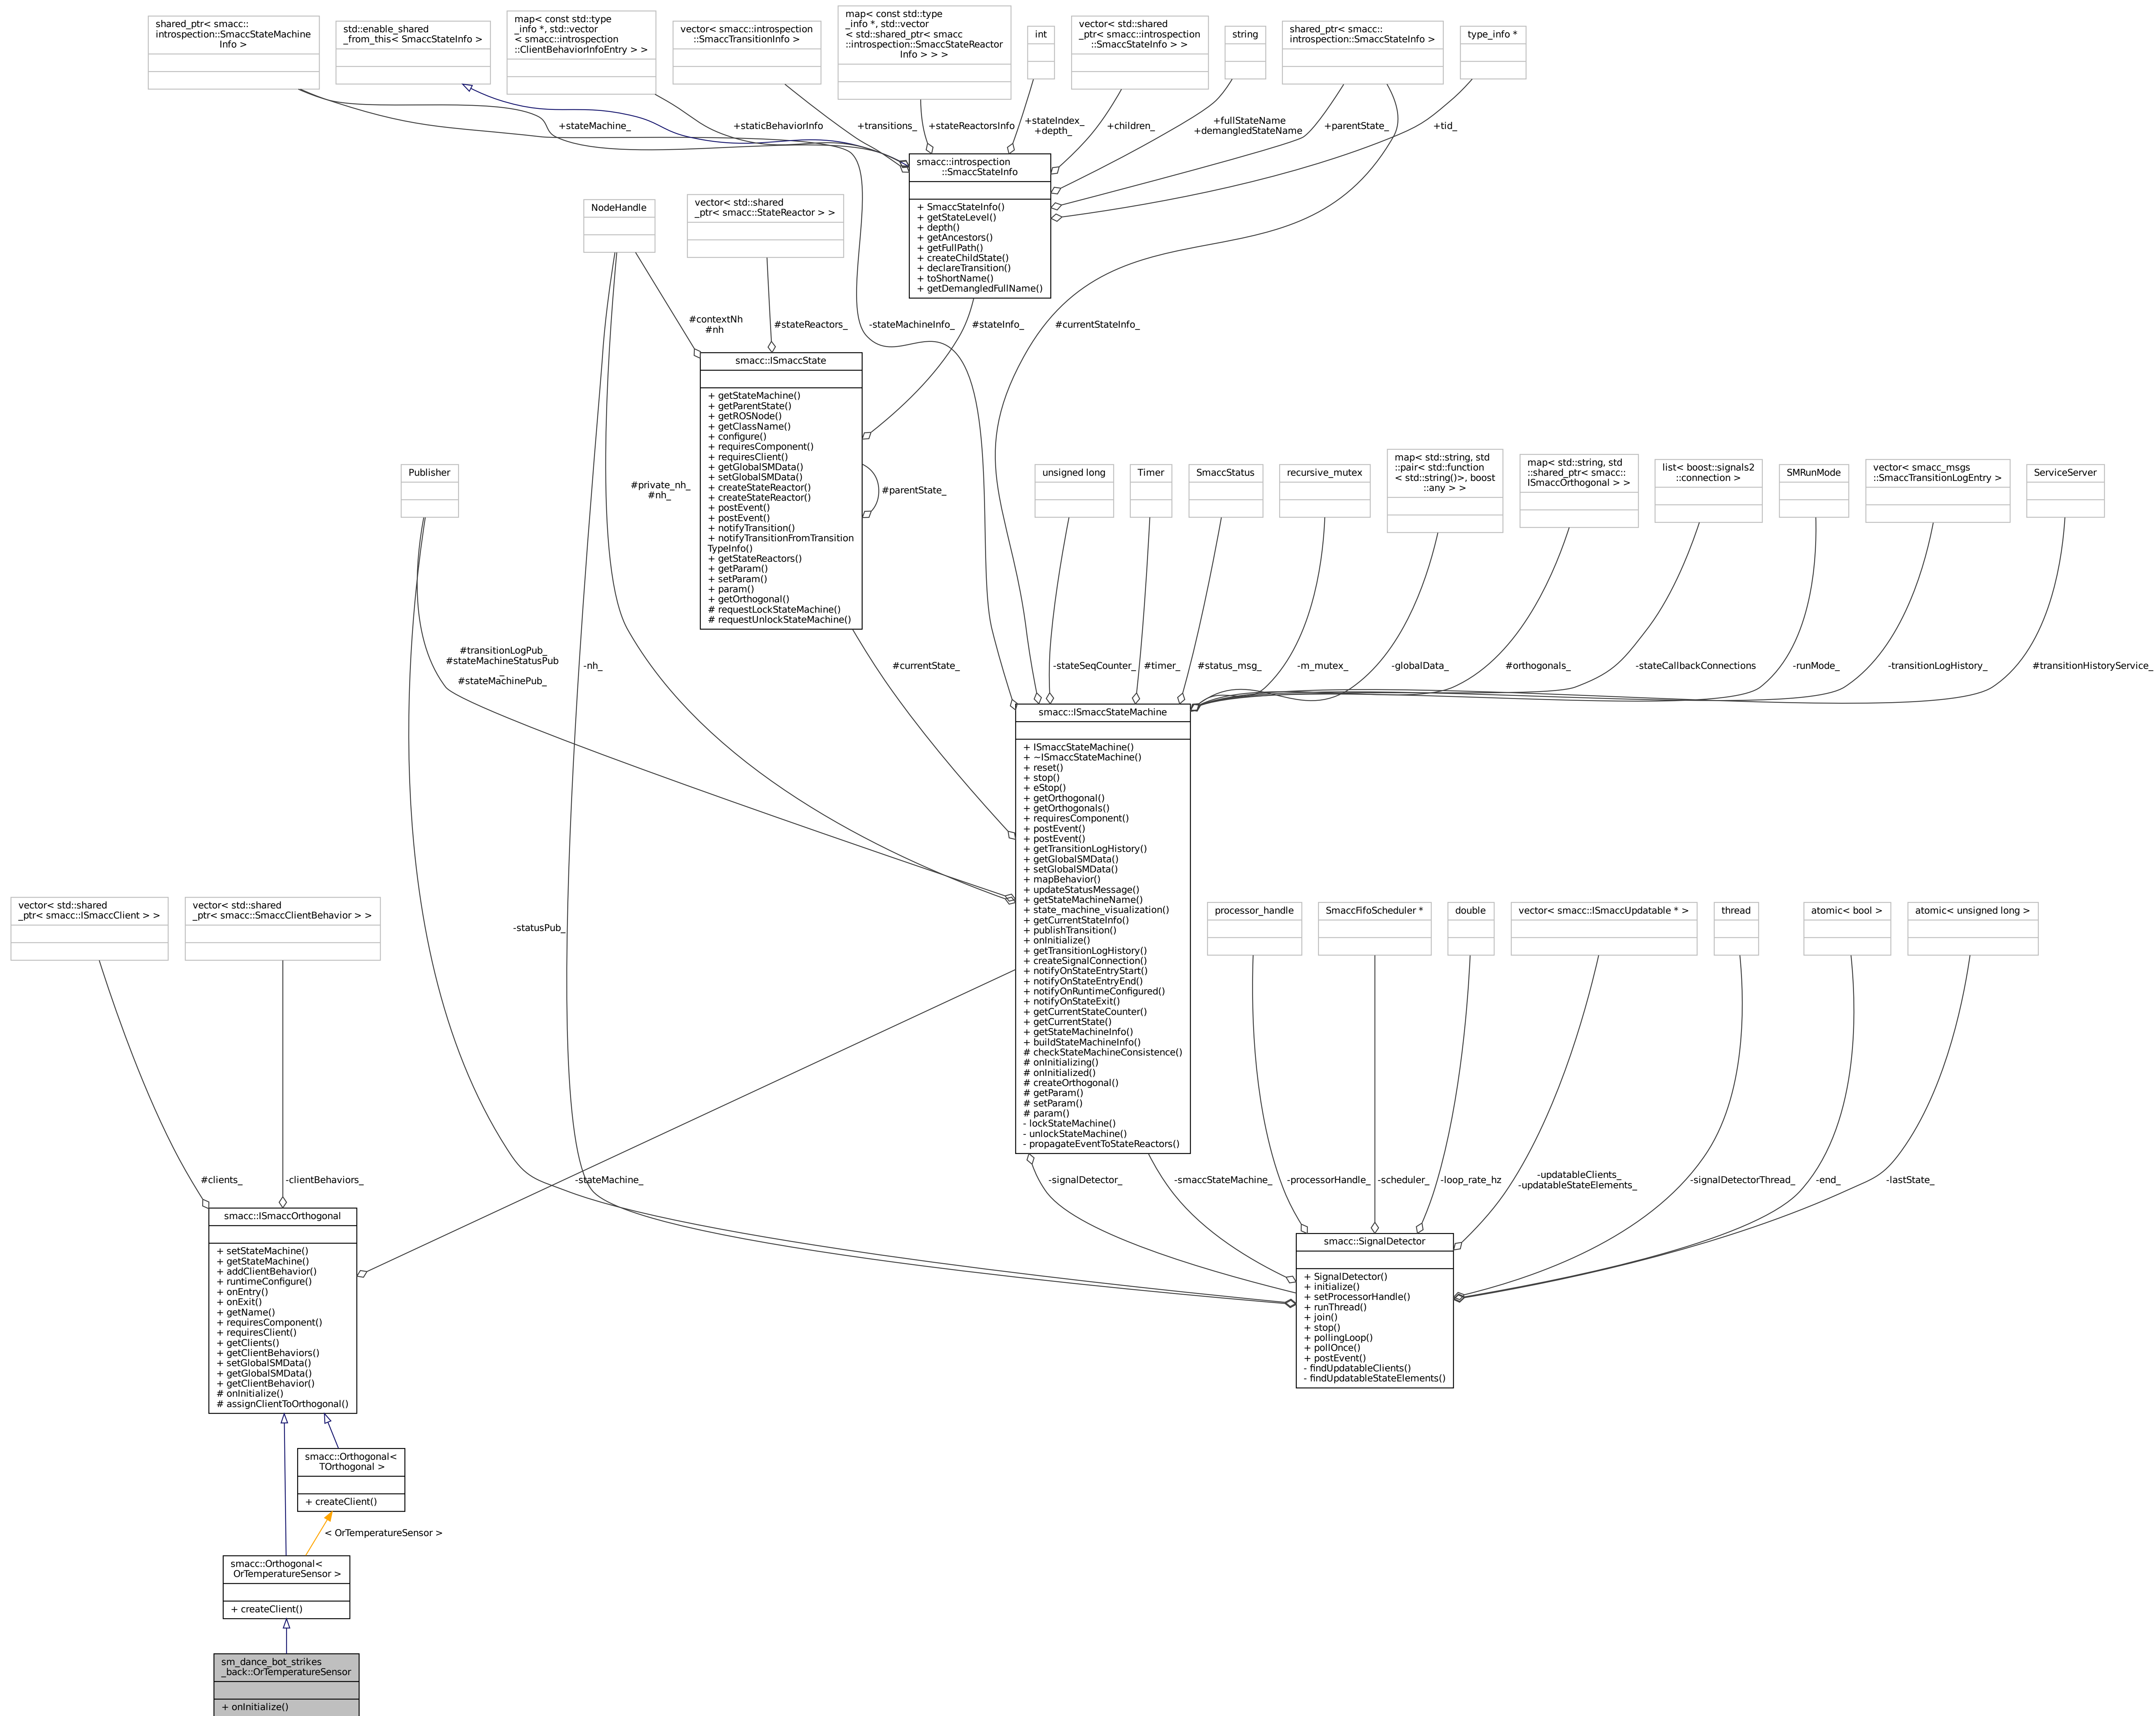 shared_ptr< smacc::
introspection::SmaccStateMachine
Info >
std::enable_shared
_from_this< SmaccStateInfo >
map< const std::type
_info *, std::vector
< smacc::introspection
::ClientBehaviorInfoEntry > >
vector< smacc::introspection
::SmaccTransitionInfo >
map< const std::type
_info *, std::vector
< std::shared_ptr< smacc
::introspection::SmaccStateReactor
Info > > >
int
vector< std::shared
_ptr< smacc::introspection
::SmaccStateInfo > >
string
shared_ptr< smacc::
introspection::SmaccStateInfo >
type_info *
+stateMachine_
+staticBehaviorInfo
+transitions_
+stateReactorsInfo
+stateIndex_
+depth_
+children_
+fullStateName
+demangledStateName
+parentState_
+tid_
smacc::introspection
::SmaccStateInfo
+ SmaccStateInfo()
+ getStateLevel()
+ depth()
+ getAncestors()
+ getFullPath()
+ createChildState()
+ declareTransition()
+ toShortName()
+ getDemangledFullName()
NodeHandle
vector< std::shared
_ptr< smacc::StateReactor > >
#contextNh
#nh
#stateReactors_
-stateMachineInfo_
#stateInfo_
#currentStateInfo_
smacc::ISmaccState
+ getStateMachine()
+ getParentState()
+ getROSNode()
+ getClassName()
+ configure()
+ requiresComponent()
+ requiresClient()
+ getGlobalSMData()
+ setGlobalSMData()
+ createStateReactor()
+ createStateReactor()
+ postEvent()
+ postEvent()
+ notifyTransition()
+ notifyTransitionFromTransition
TypeInfo()
+ getStateReactors()
+ getParam()
+ setParam()
+ param()
+ getOrthogonal()
# requestLockStateMachine()
# requestUnlockStateMachine()
#parentState_
#private_nh_
#nh_
Publisher
unsigned long
Timer
SmaccStatus
recursive_mutex
map< std::string, std
::pair< std::function
< std::string()>, boost
::any > >
map< std::string, std
::shared_ptr< smacc::
ISmaccOrthogonal > >
list< boost::signals2
::connection >
SMRunMode
vector< smacc_msgs
::SmaccTransitionLogEntry >
ServiceServer
#transitionLogPub_
#stateMachineStatusPub
_
#stateMachinePub_
-nh_
#currentState_
-stateSeqCounter_
#timer_
#status_msg_
-m_mutex_
-globalData_
#orthogonals_
-stateCallbackConnections
-runMode_
-transitionLogHistory_
#transitionHistoryService_
smacc::ISmaccStateMachine
+ ISmaccStateMachine()
+ ~ISmaccStateMachine()
+ reset()
+ stop()
+ eStop()
+ getOrthogonal()
+ getOrthogonals()
+ requiresComponent()
+ postEvent()
+ postEvent()
+ getTransitionLogHistory()
+ getGlobalSMData()
+ setGlobalSMData()
+ mapBehavior()
+ updateStatusMessage()
+ getStateMachineName()
+ state_machine_visualization()
+ getCurrentStateInfo()
+ publishTransition()
+ onInitialize()
+ getTransitionLogHistory()
+ createSignalConnection()
+ notifyOnStateEntryStart()
+ notifyOnStateEntryEnd()
+ notifyOnRuntimeConfigured()
+ notifyOnStateExit()
+ getCurrentStateCounter()
+ getCurrentState()
+ getStateMachineInfo()
+ buildStateMachineInfo()
# checkStateMachineConsistence()
# onInitializing()
# onInitialized()
# createOrthogonal()
# getParam()
# setParam()
# param()
- lockStateMachine()
- unlockStateMachine()
- propagateEventToStateReactors()
vector< std::shared
_ptr< smacc::ISmaccClient > >
vector< std::shared
_ptr< smacc::SmaccClientBehavior > >
-statusPub_
processor_handle
SmaccFifoScheduler *
double
vector< smacc::ISmaccUpdatable * >
thread
atomic< bool >
atomic< unsigned long >
#clients_
-clientBehaviors_
-stateMachine_
-signalDetector_
-smaccStateMachine_
-processorHandle_
-scheduler_
-loop_rate_hz
-updatableClients_
-updatableStateElements_
-signalDetectorThread_
-end_
-lastState_
smacc::ISmaccOrthogonal
+ setStateMachine()
+ getStateMachine()
+ addClientBehavior()
+ runtimeConfigure()
+ onEntry()
+ onExit()
+ getName()
+ requiresComponent()
+ requiresClient()
+ getClients()
+ getClientBehaviors()
+ setGlobalSMData()
+ getGlobalSMData()
+ getClientBehavior()
# onInitialize()
# assignClientToOrthogonal()
smacc::SignalDetector
+ SignalDetector()
+ initialize()
+ setProcessorHandle()
+ runThread()
+ join()
+ stop()
+ pollingLoop()
+ pollOnce()
+ postEvent()
- findUpdatableClients()
- findUpdatableStateElements()
smacc::Orthogonal<
TOrthogonal >
+ createClient()
< OrTemperatureSensor >
smacc::Orthogonal<
OrTemperatureSensor >
+ createClient()
sm_dance_bot_strikes
_back::OrTemperatureSensor
+ onInitialize()